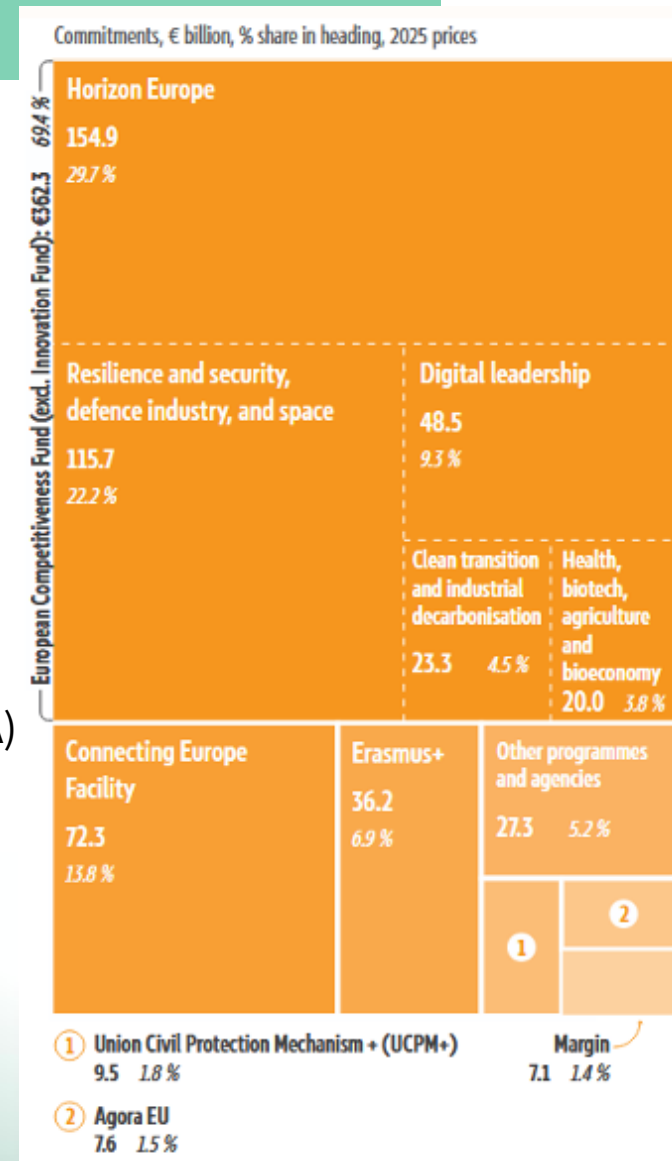 Commitments, € billion, % share in heading, 2025 prices
European Competitiveness Fund (excl. Innovation Fund): €362.3 69.4 %
Horizon Europe
154.9
29.7 %
Resilience and security,
defence industry, and space
115.7
22.2 %
Digital leadership
48.5
9.3 %
Clean transition
and industrial
decarbonisation
23.3 4.5 %
Health,
biotech,
agriculture
and
bioeconomy
20.0 3.8 %
A)
Connecting Europe
Facility
72.3
13.8 %
Erasmus+
36.2
6.9 %
Other programmes
and agencies
27.3 5.2 %
1
2
1 Union Civil Protection Mechanism + (UCPM+)
9.5 1.8 %
Margin
7.1 1.4 %
2 Agora EU
7.6 1.5 %